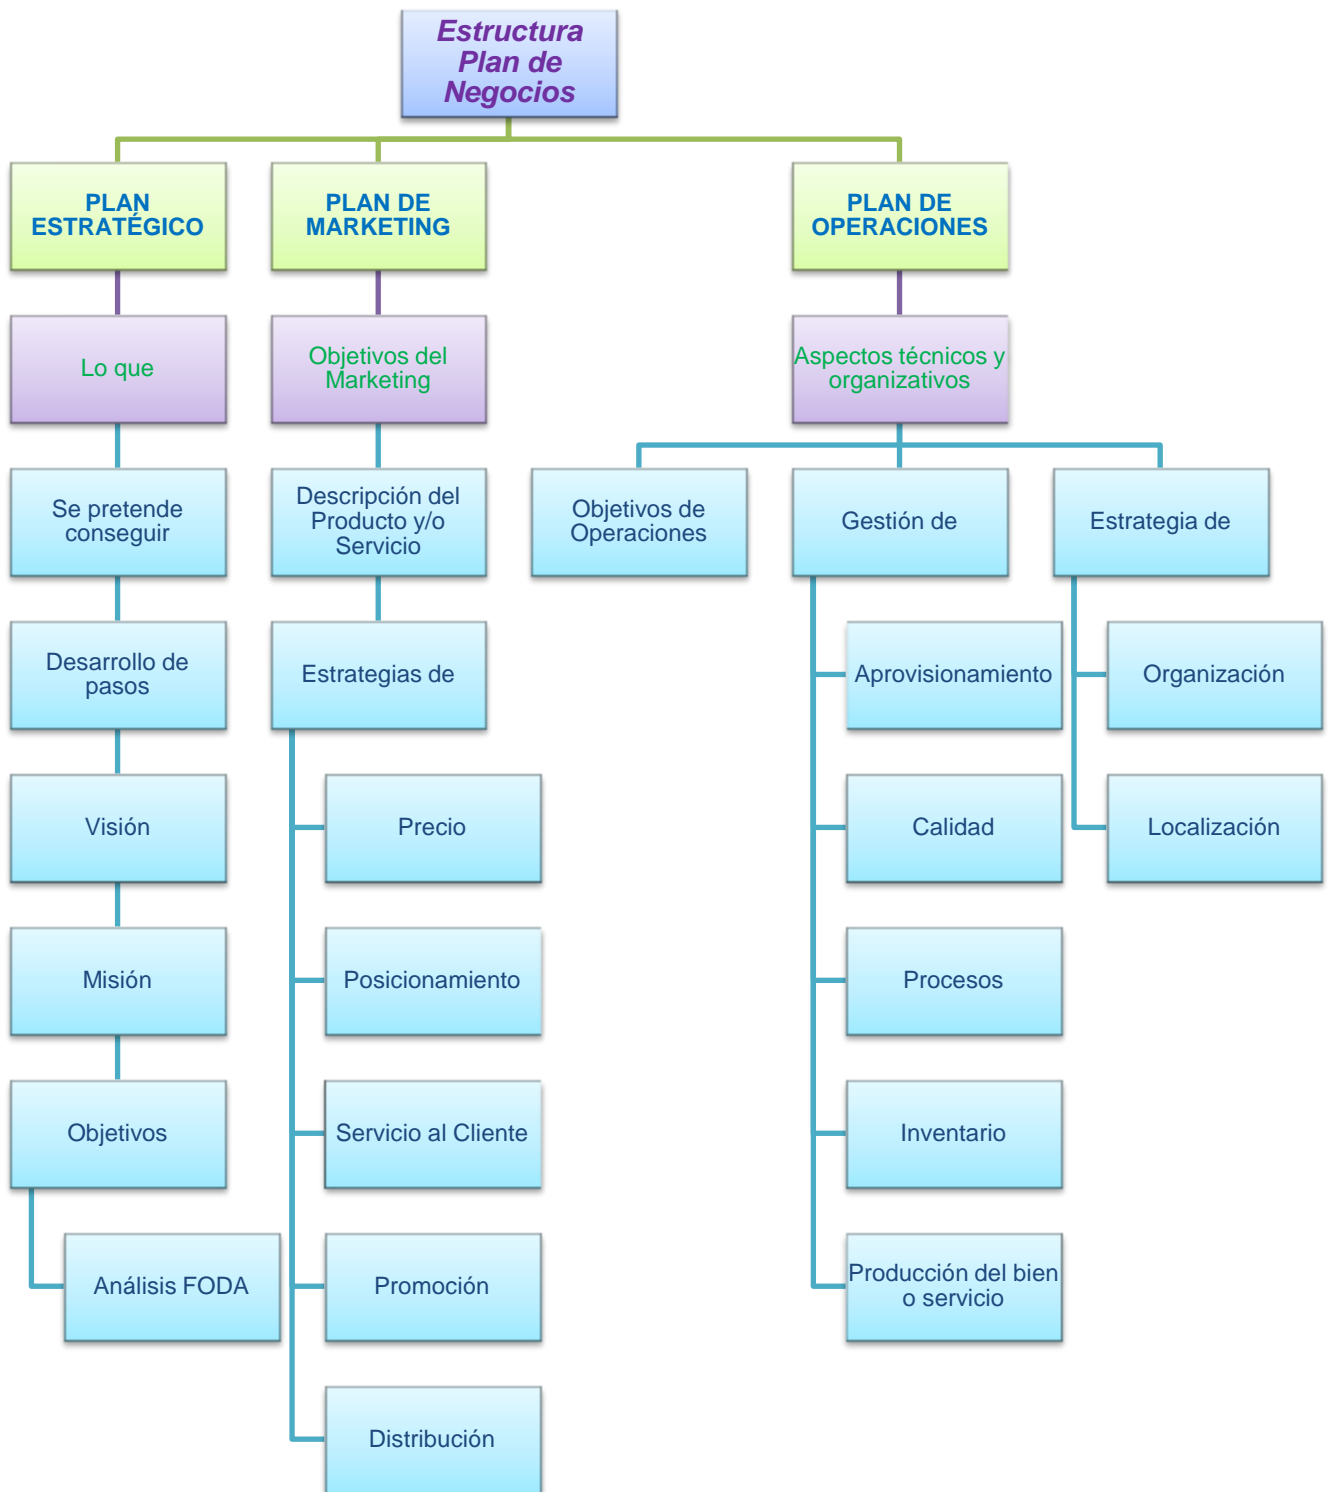 Estructura
Plan de
Negocios
PLAN
ESTRATÉGICO
PLAN DE
MARKETING
PLAN DE
OPERACIONES
Lo que
Objetivos del
Marketing
Aspectos técnicos y
organizativos
Se pretende
conseguir
Descripción del
Producto y/o
Servicio
Objetivos de
Operaciones
Gestión de
Estrategia de
Desarrollo de
pasos
Estrategias de
Aprovisionamiento
Organización
Visión
Precio
Calidad
Localización
Misión
Posicionamiento
Procesos
Objetivos
Servicio al Cliente
Inventario
Análisis FODA
Promoción
Producción del bien
o servicio
Distribución